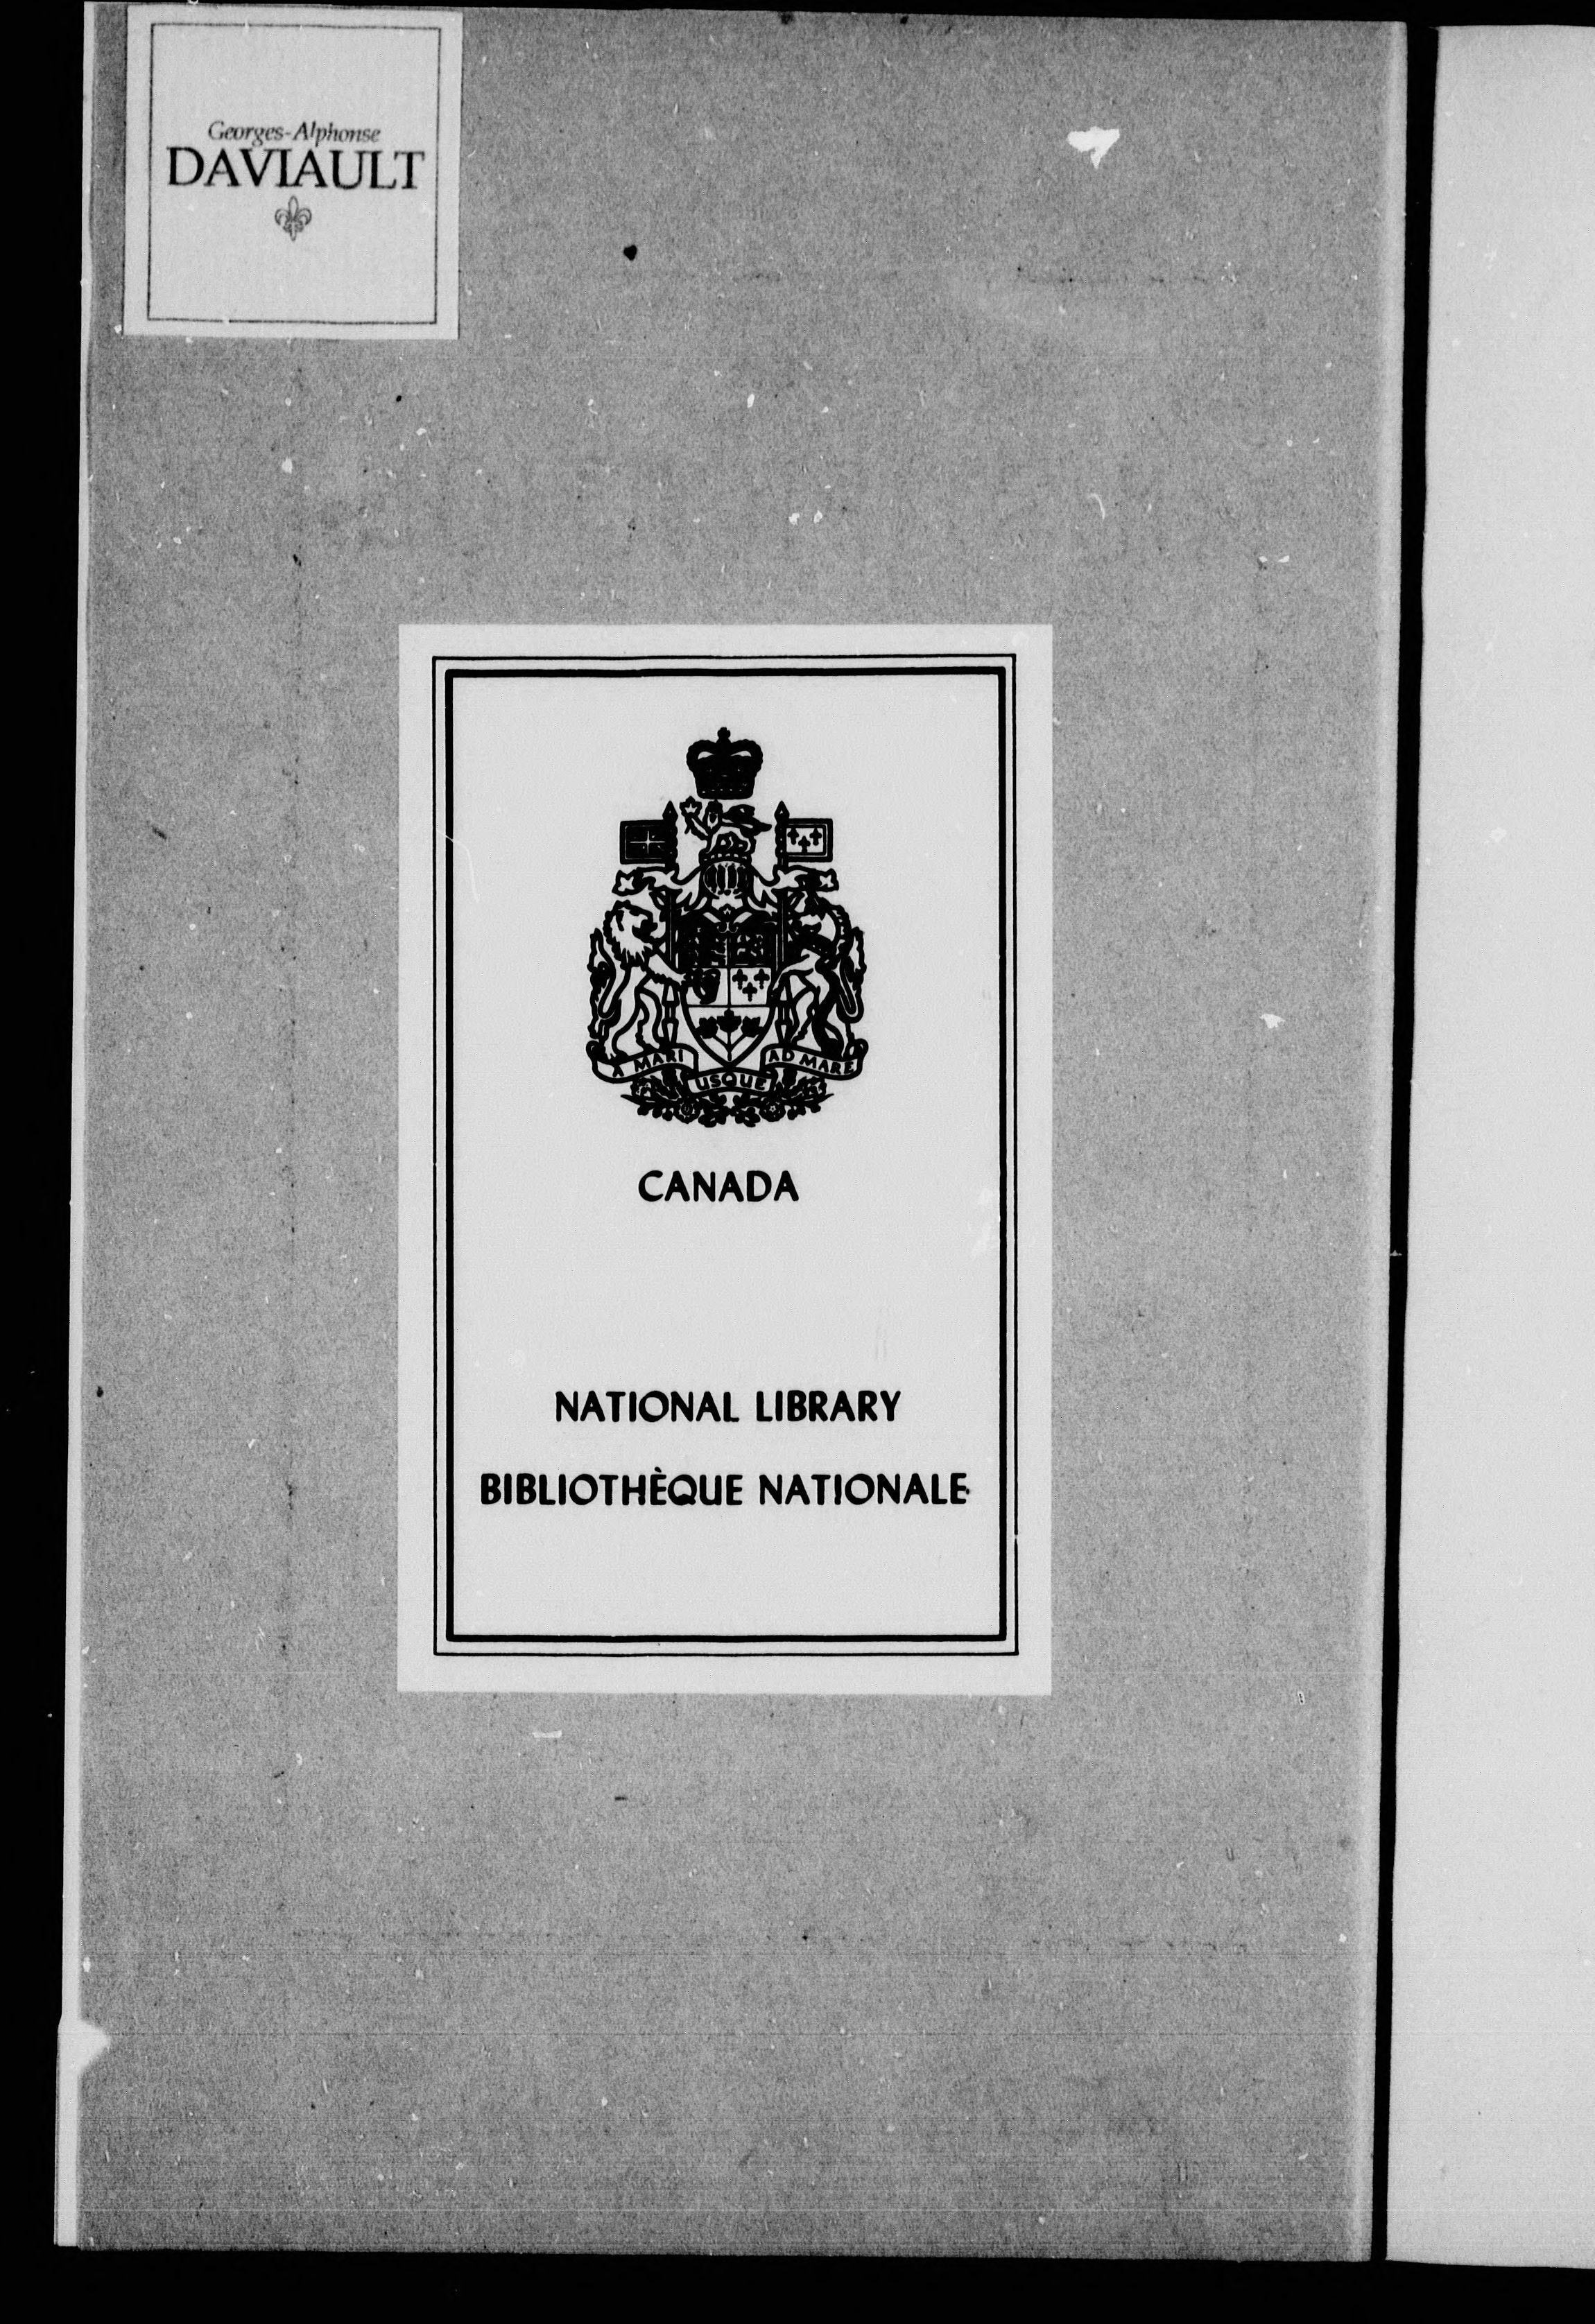 Georges-Alphonse
DAVIAULT
A MARI
USQUE
AD MARE
CANADA
NATIONAL LIBRARY
BIBLIOTHÈQUE NATIONALE